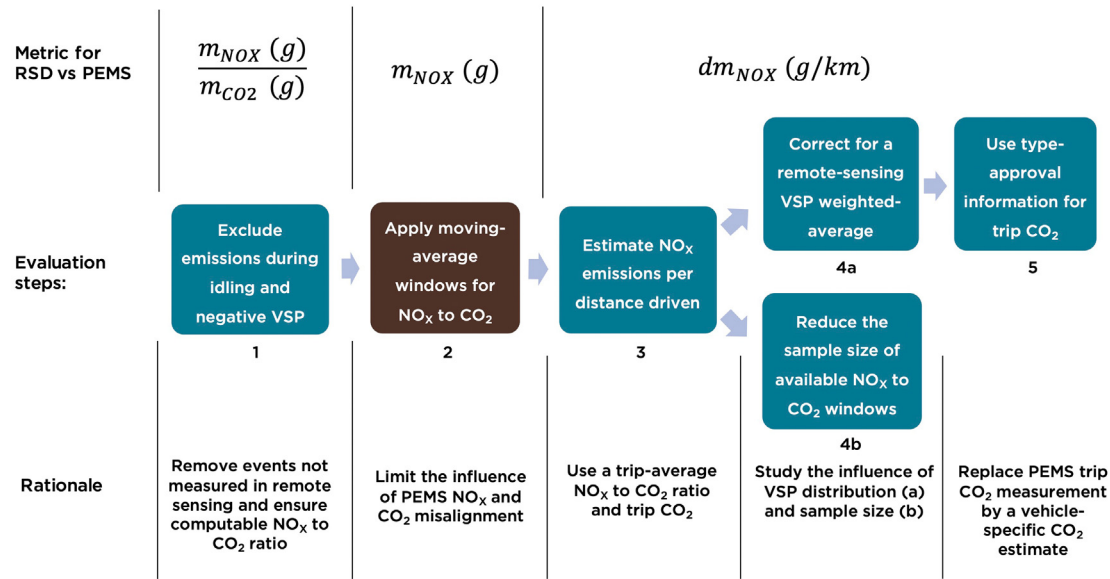 Metric for
RSD vs PEMS
m_NOX (g)
m_CO2 (g)
m_NOX (g)
dm_NOX (g/km)
Evaluation
steps:
Exclude
emissions during
idling and
negative VSP
1
Apply moving-
average
windows for
NOₓ to CO₂
2
Estimate NOₓ
emissions per
distance driven
3
Correct for a
remote-sensing
VSP weighted-
average
4a
Use type-
approval
information for
trip CO₂
5
Reduce the
sample size of
available NOₓ to
CO₂ windows
4b
Rationale
Remove events not
measured in remote
sensing and ensure
computable NOₓ to
CO₂ ratio
Limit the influence
of PEMS NOₓ and
CO₂ misalignment
Use a trip-average
NOₓ to CO₂ ratio
and trip CO₂
Study the influence of
VSP distribution (a)
and sample size (b)
Replace PEMS trip
CO₂ measurement
by a vehicle-
specific CO₂
estimate